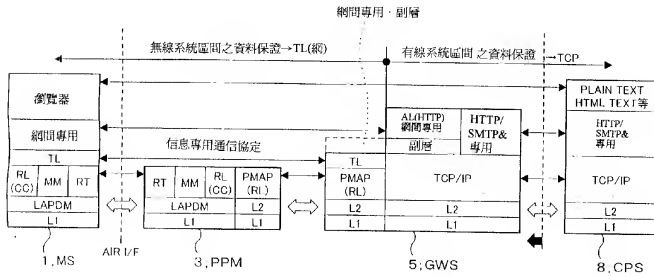 網間專用・副層
無線系統區間之資料保證→TL(網)
有線系統區間 之資料保證 →TCP
瀏覽器
網間專用
TL
RL
(CC)
MM
RT
LAPDM
L1
1,MS
AIR I/F
信息專用通信協定
RT
MM
RL
(CC)
PMAP
(RL)
LAPDM
L2
L1
L1
3,PPM
TL
PMAP
(RL)
L2
L1
AL(HTTP)
網間專用
副層
HTTP/
SMTP&
專用
TCP/IP
L2
L1
5;GWS
PLAIN TEXT
HTML TEXT等
HTTP/
SMTP&
專用
TCP/IP
L2
L1
8,CPS